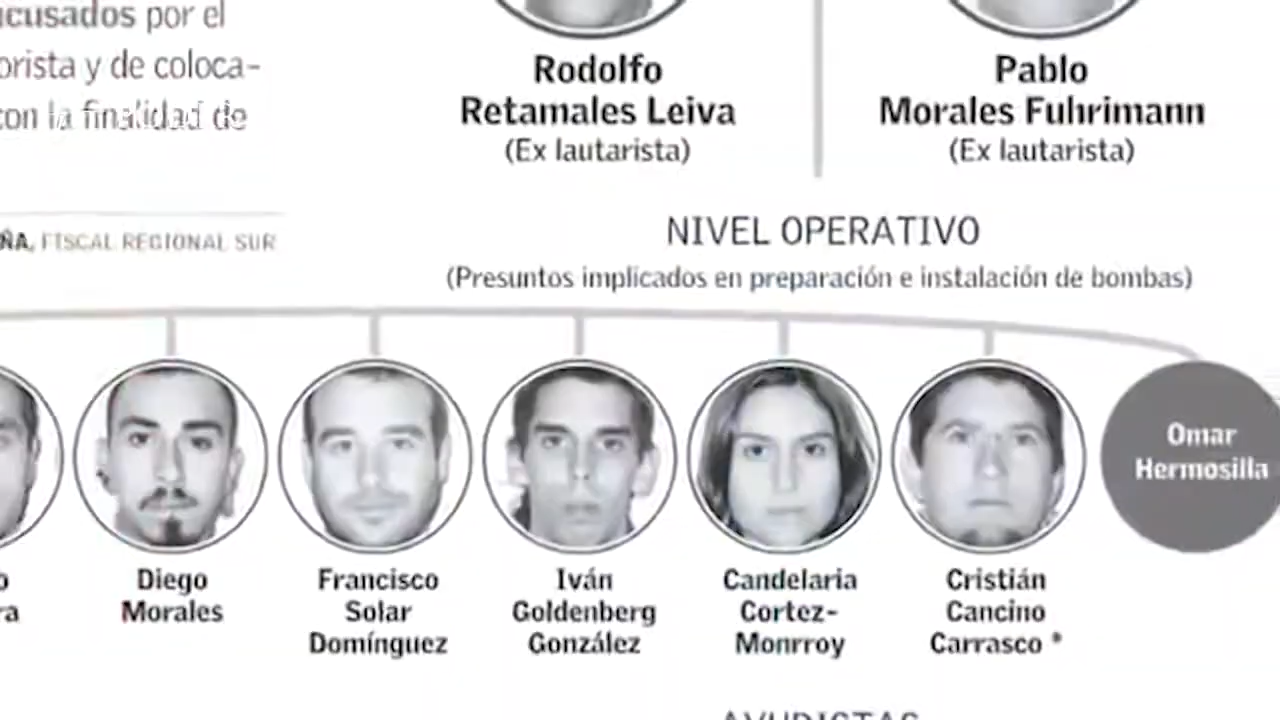 acusados por el
orista y de coloca-
con la finalidad de
ÑA, FISCAL REGIONAL SUR
Rodolfo
Retamales Leiva
(Ex lautarista)
Pablo
Morales Fuhrimann
(Ex lautarista)
NIVEL OPERATIVO
(Presuntos implicados en preparación e instalación de bombas)
o
ra
Diego
Morales
Francisco
Solar
Domínguez
Iván
Goldenberg
González
Candelaria
Cortez-
Monrroy
Cristián
Cancino
Carrasco *
Omar
Hermosilla
AYUDISTAS